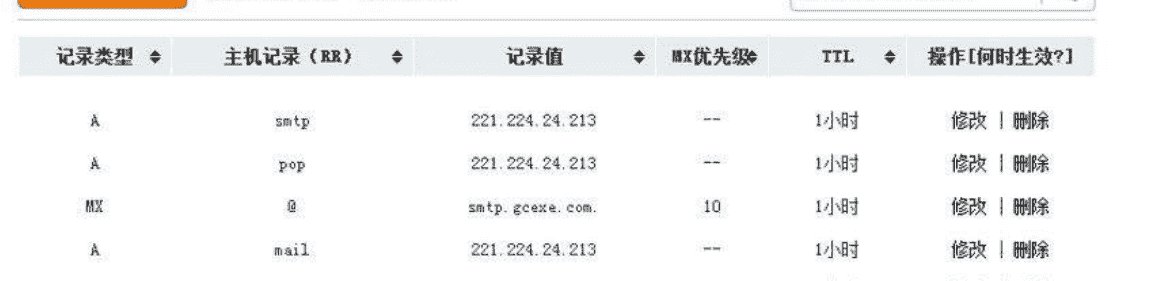 记录类型 主机记录（RR） 记录值 MX优先级 TTL 操作[何时生效?]
A smtp 221.224.24.213 -- 1小时 修改 | 删除
A pop 221.224.24.213 -- 1小时 修改 | 删除
MX @ smtp.gcexe.com. 10 1小时 修改 | 删除
A mail 221.224.24.213 -- 1小时 修改 | 删除